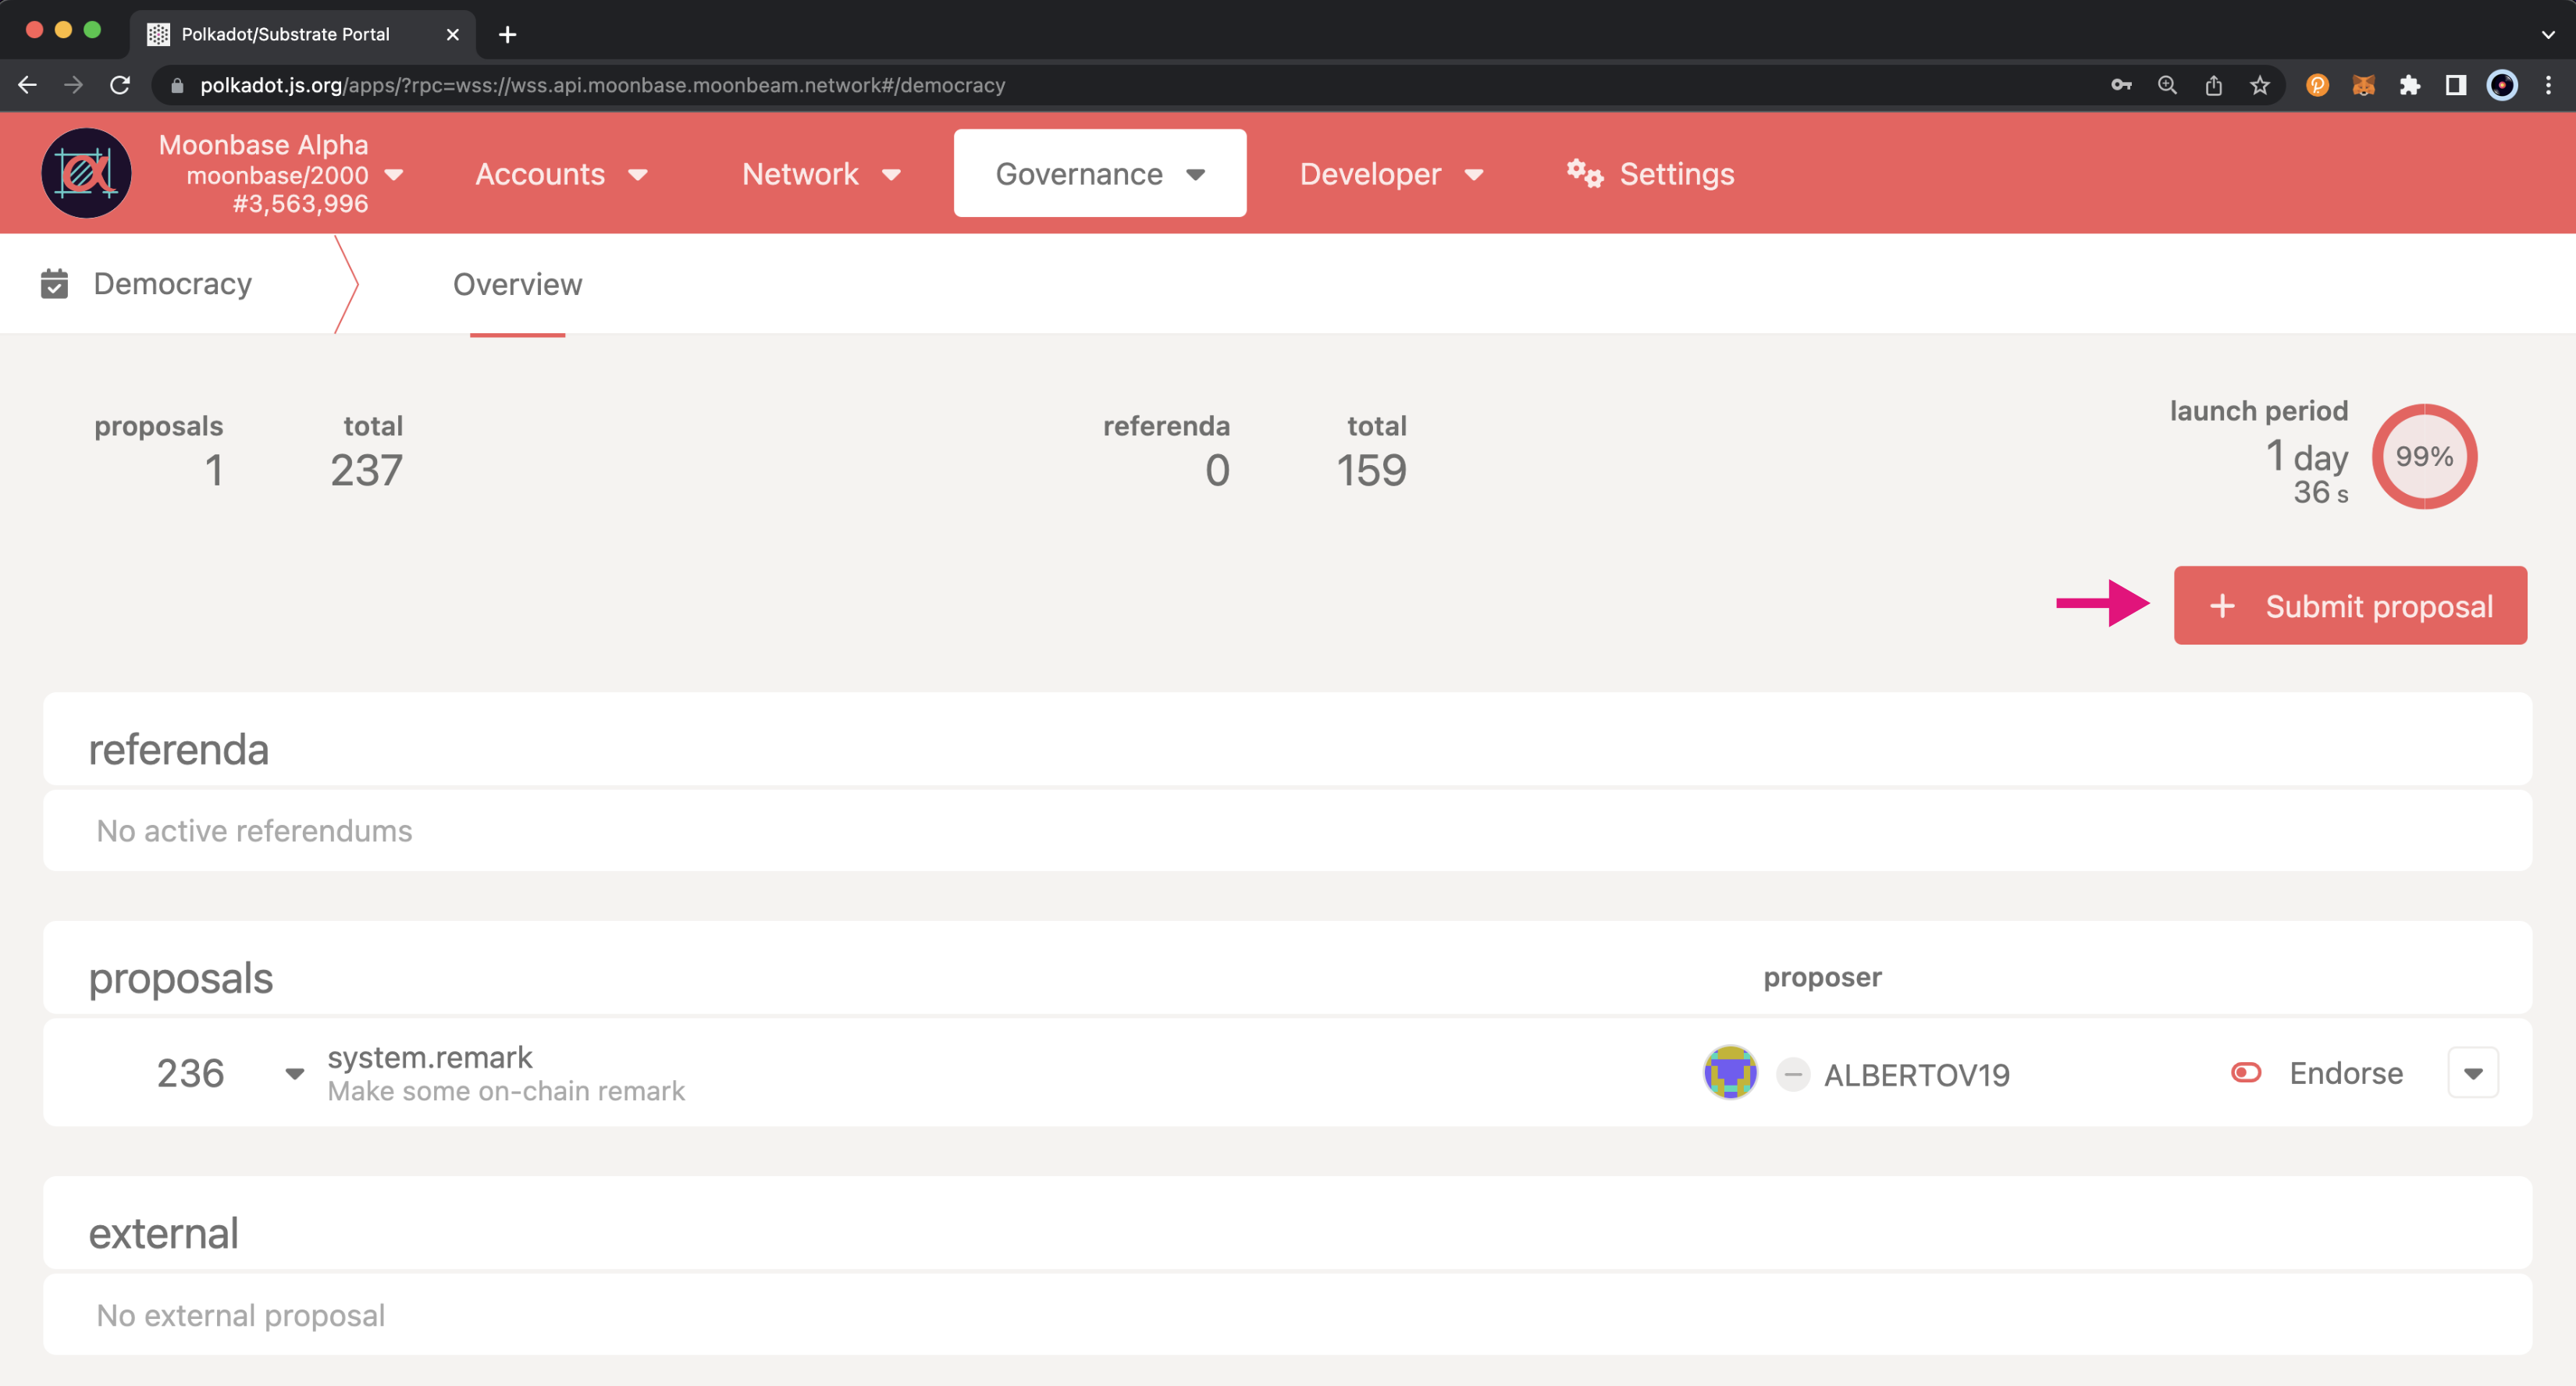 Polkadot/Substrate Portal
polkadot.js.org/apps/?rpc=wss://wss.api.moonbase.moonbeam.network#/democracy
Moonbase Alpha
moonbase/2000
#3,563,996
Accounts
Network
Governance
Developer
Settings
Democracy
Overview
proposals
1
total
237
referenda
0
total
159
launch period
1 day
36 s
99%
+ Submit proposal
referenda
No active referendums
proposals
proposer
236
system.remark
Make some on-chain remark
ALBERTOV19
Endorse
external
No external proposal